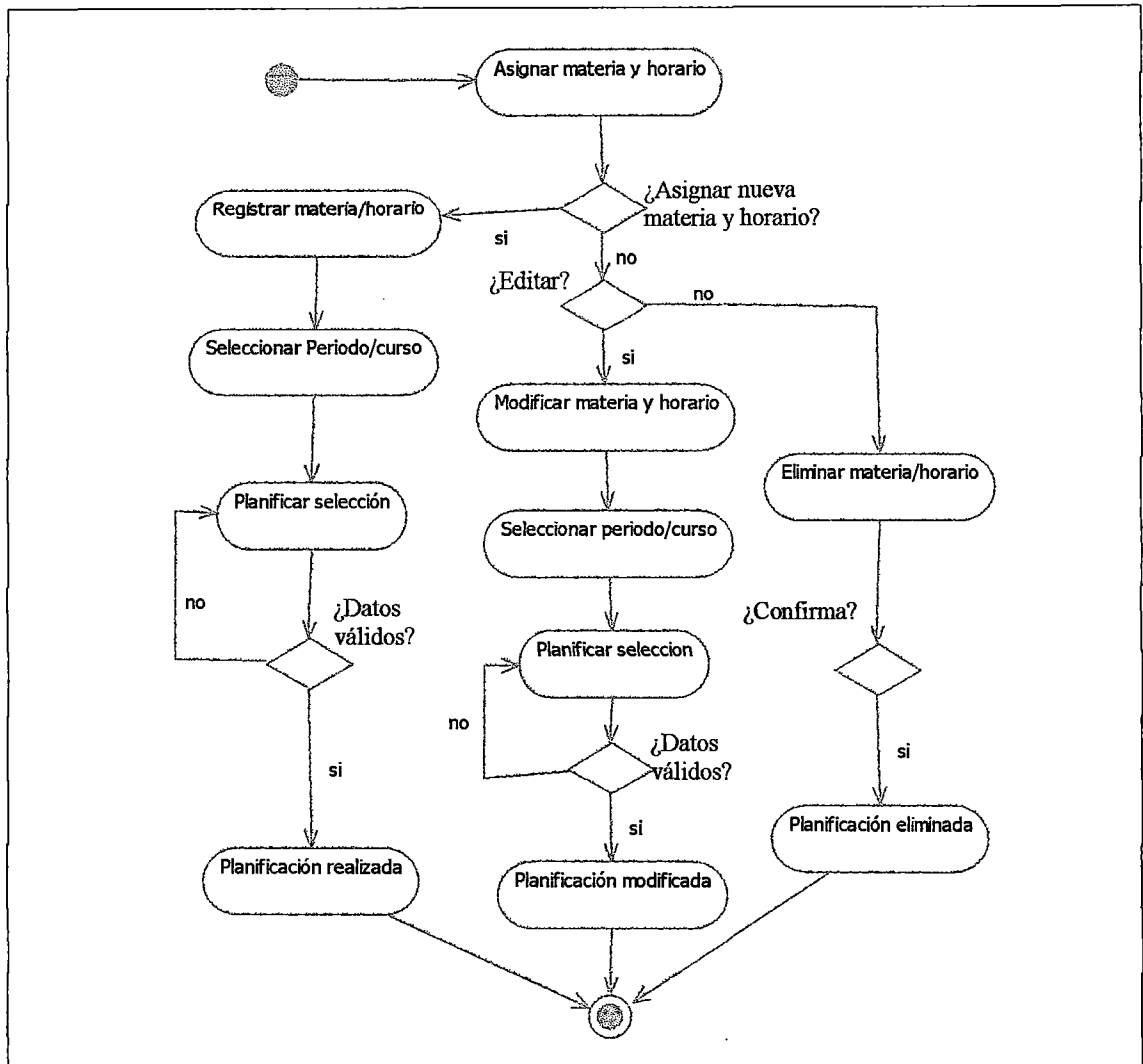 Asignar materia y horario
¿Asignar nueva
materia y horario?
Registrar materia/horario
si
no
¿Editar?
no
Seleccionar Periodo/curso
si
Modificar materia y horario
Eliminar materia/horario
Planificar selección
Seleccionar periodo/curso
no
¿Datos
válidos?
¿Confirma?
Planificar seleccion
no
¿Datos
válidos?
si
si
si
Planificación eliminada
Planificación realizada
Planificación modificada